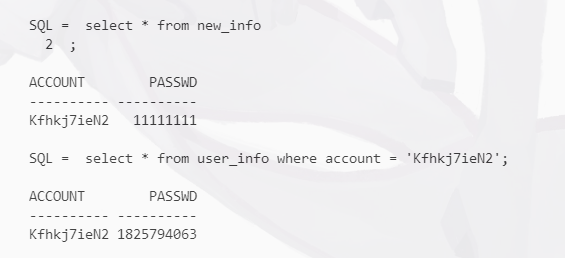 SQL =  select * from new_info
  2  ;
ACCOUNT        PASSWD
---------- ----------
Kfhkj7ieN2   11111111
SQL =  select * from user_info where account = 'Kfhkj7ieN2';
ACCOUNT        PASSWD
---------- ----------
Kfhkj7ieN2 1825794063